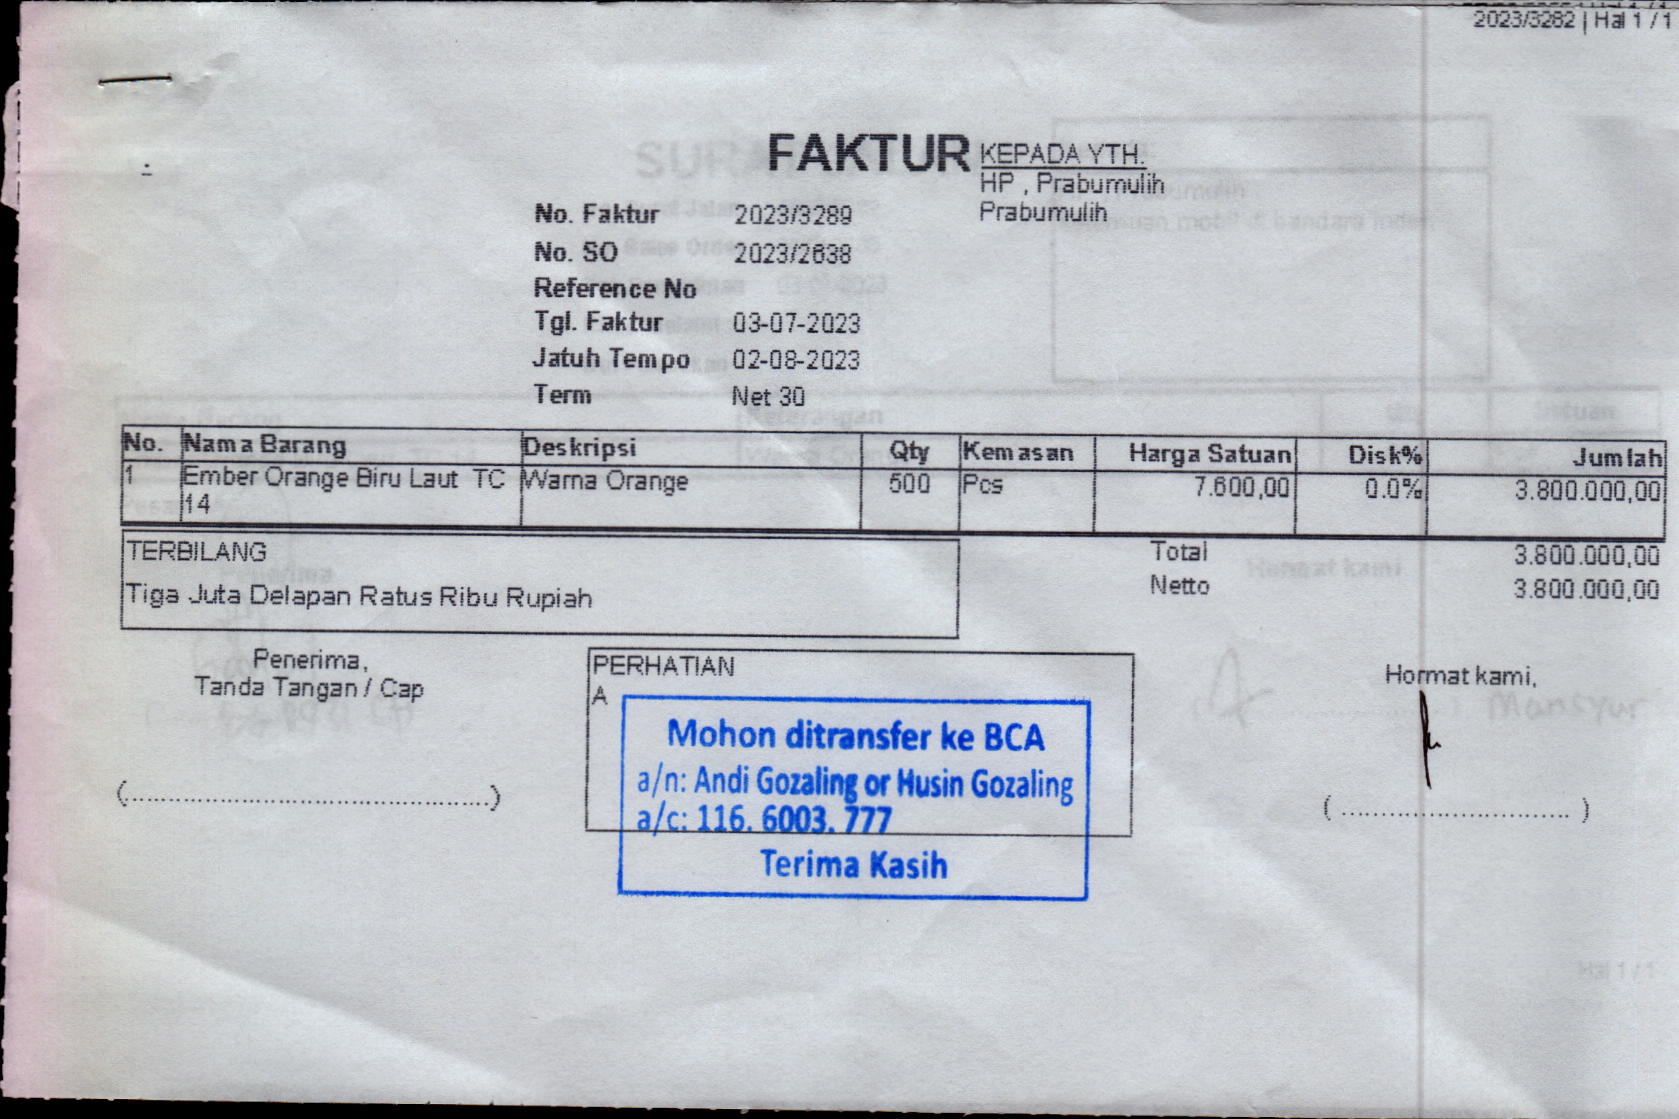 2023/3282 | Hal 1 / 1
FAKTUR
KEPADA YTH.
HP , Prabumulih
Prabumulih
No. Faktur 2023/3289
No. SO 2023/2638
Reference No
Tgl. Faktur 03-07-2023
Jatuh Tempo 02-08-2023
Term Net 30
No. Nama Barang Deskripsi Qty Kemasan Harga Satuan Disk% Jumlah
1 Ember Orange Biru Laut TC 14 Warna Orange 500 Pcs 7.600,00 0.0% 3.800.000,00
TERBILANG
Tiga Juta Delapan Ratus Ribu Rupiah
Total 3.800.000,00
Netto 3.800.000,00
Penerima,
Tanda Tangan / Cap
(............................................)
PERHATIAN
A
Mohon ditransfer ke BCA
a/n: Andi Gozaling or Husin Gozaling
a/c: 116. 6003. 777
Terima Kasih
Hormat kami,
( ............................ )
Mansyur
Hal 1 / 1